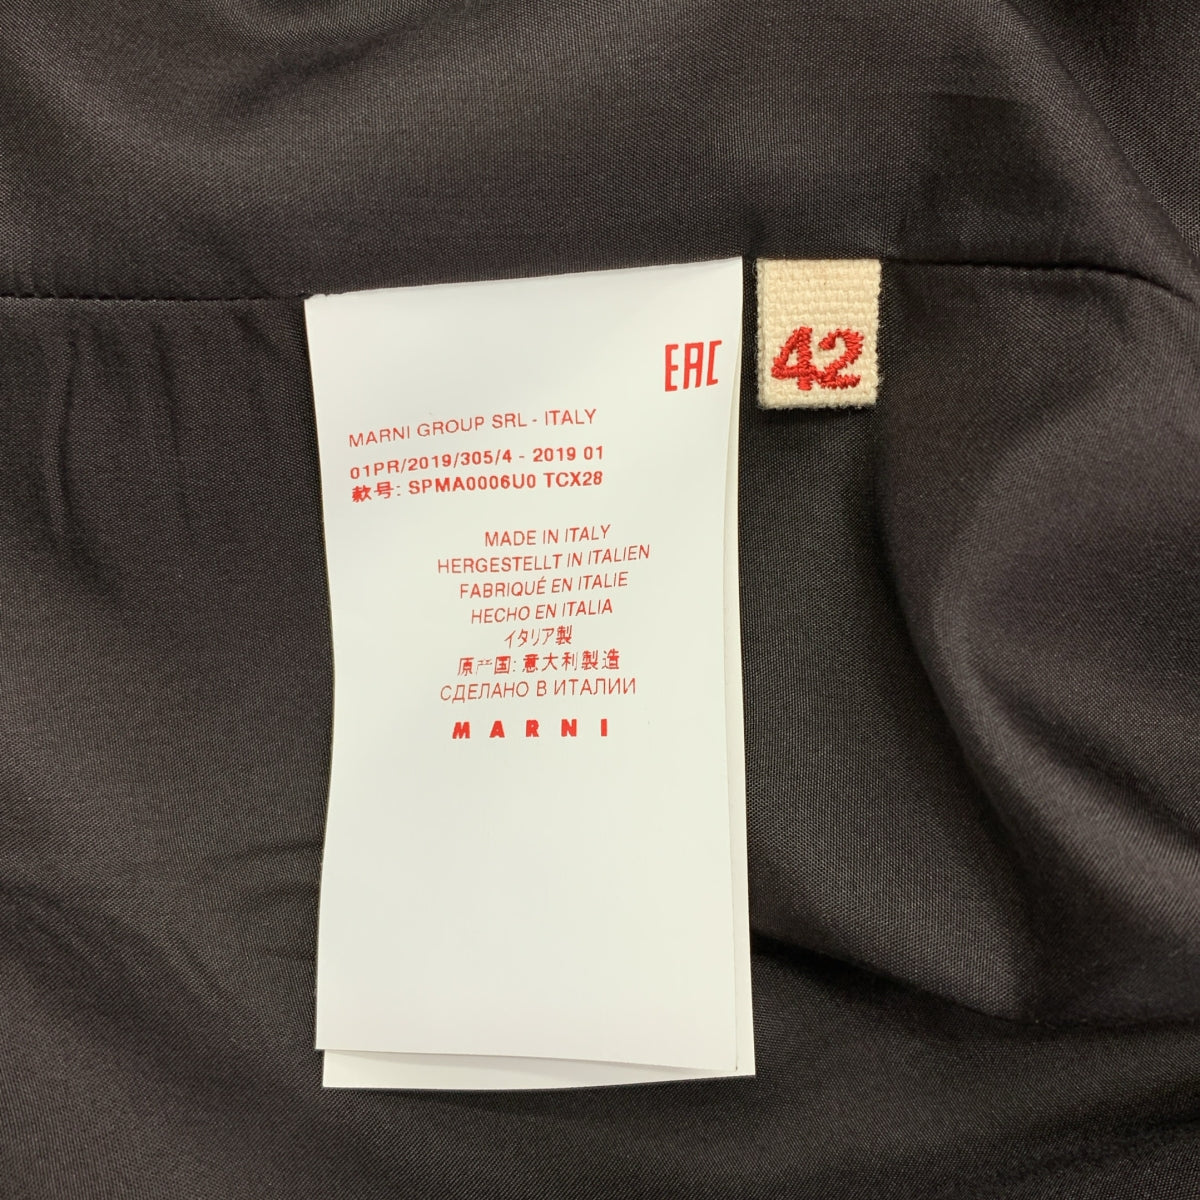 EAC
42
MARNI GROUP SRL - ITALY
01PR/2019/305/4 - 2019 01
款号: SPMA0006U0 TCX28
MADE IN ITALY
HERGESTELLT IN ITALIEN
FABRIQUÉ EN ITALIE
HECHO EN ITALIA
イタリア製
原产国: 意大利製造
СДЕЛАНО В ИТАЛИИ
MARNI